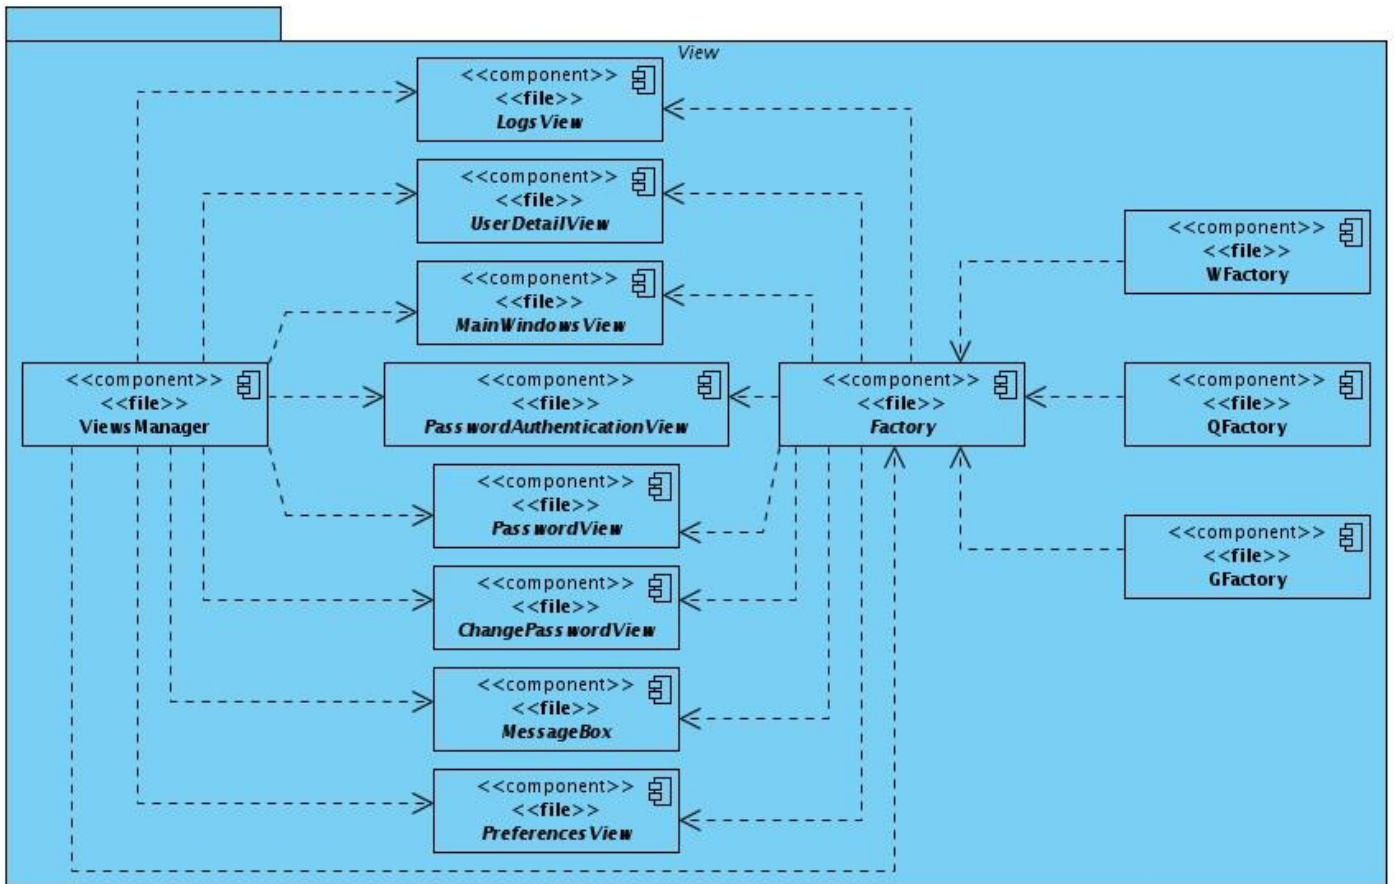 View
<<component>>
<<file>>
LogsView
<<component>>
<<file>>
UserDetailView
<<component>>
<<file>>
WFactory
<<component>>
<<file>>
MainWindowsView
<<component>>
<<file>>
ViewsManager
<<component>>
<<file>>
PasswordAuthenticationView
<<component>>
<<file>>
Factory
<<component>>
<<file>>
QFactory
<<component>>
<<file>>
PasswordView
<<component>>
<<file>>
GFactory
<<component>>
<<file>>
ChangePasswordView
<<component>>
<<file>>
MessageBox
<<component>>
<<file>>
PreferencesView